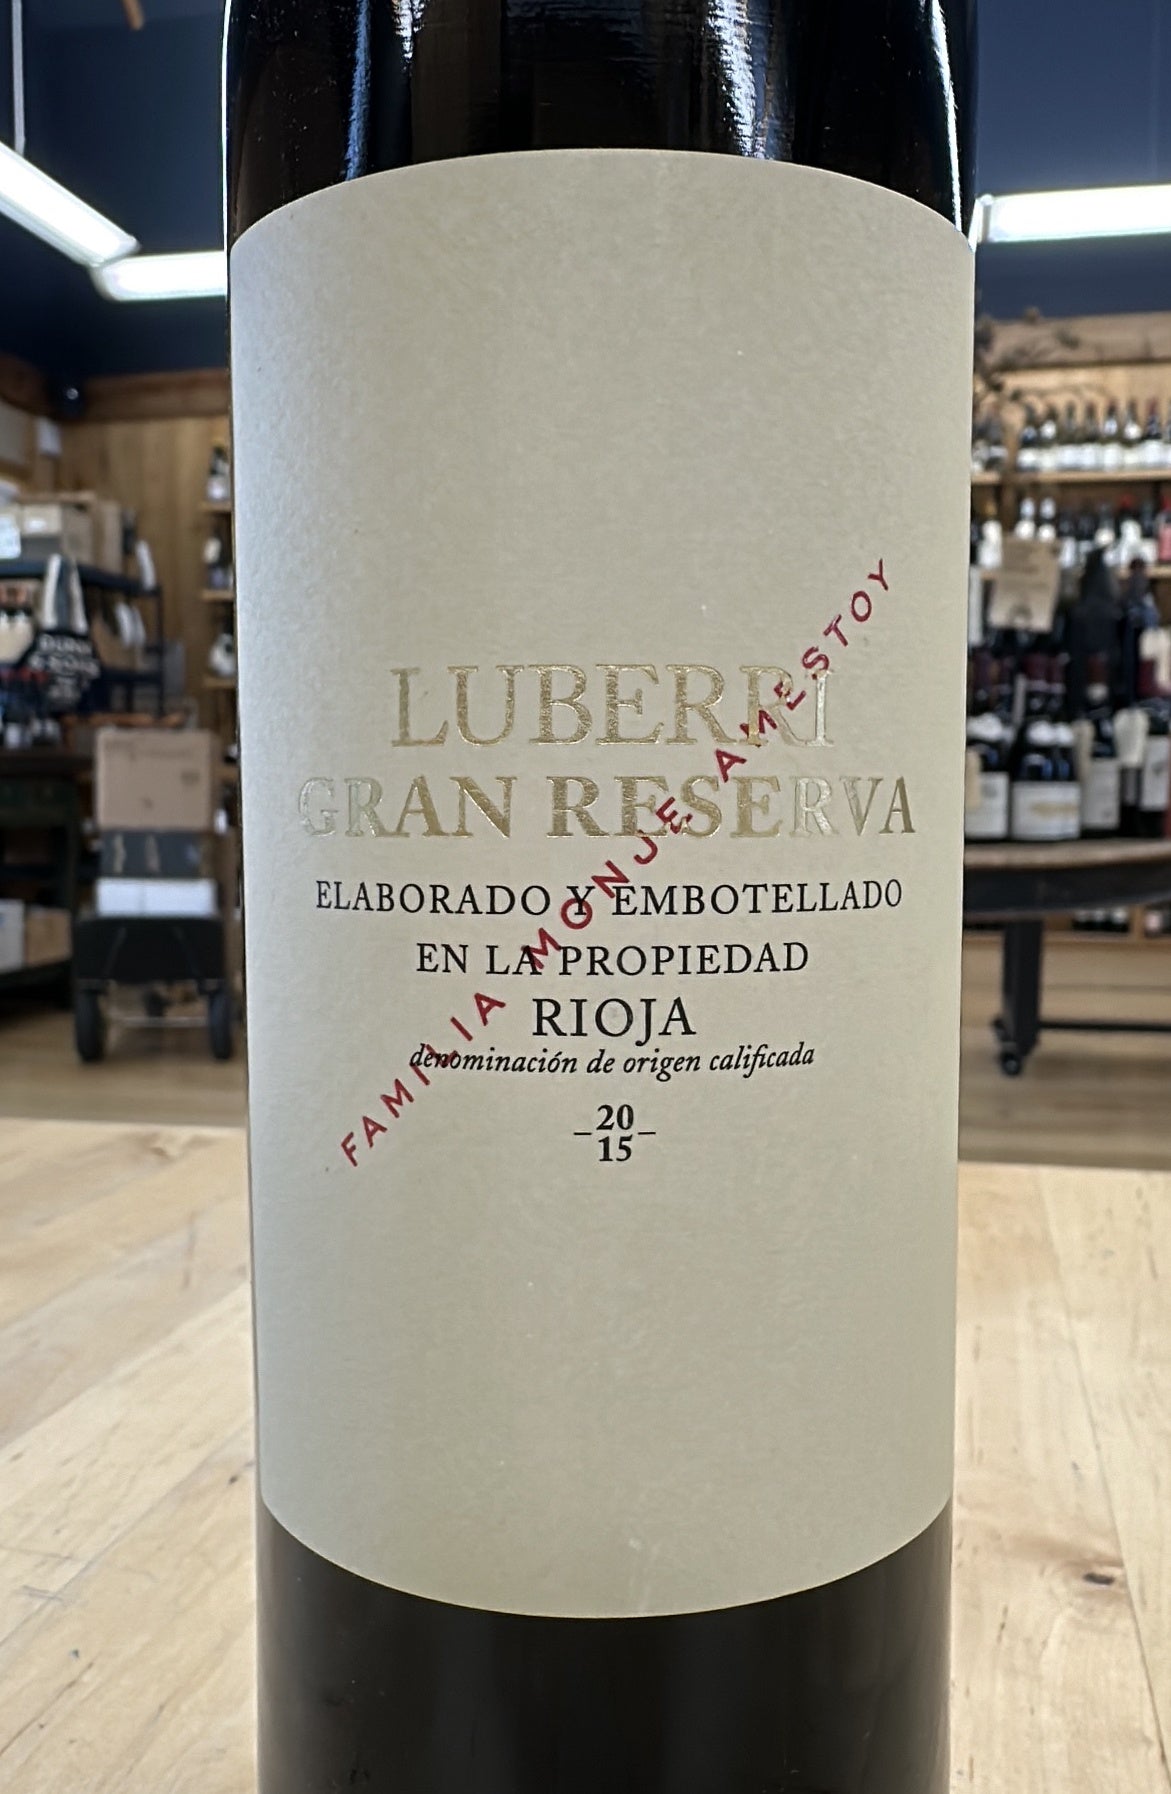 LUBERRI
GRAN RESERVA
ELABORADO Y EMBOTELLADO
EN LA PROPIEDAD
RIOJA
denominación de origen calificada
20
15
FAMILIA MONJE AMESTOY